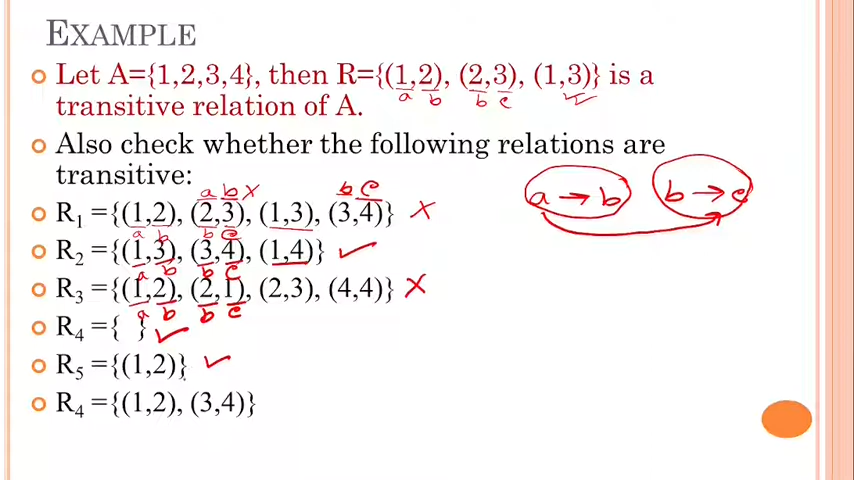 EXAMPLE
Let A={1,2,3,4}, then R={(1,2), (2,3), (1,3)} is a
a b b c
transitive relation of A.
Also check whether the following relations are
transitive:
a b x b c
a → b b → c
R₁ ={(1,2), (2,3), (1,3), (3,4)} x
a b b c
R₂ ={(1,3), (3,4), (1,4)} ✓
a b b c
R₃ ={(1,2), (2,1), (2,3), (4,4)} x
a b b c
R₄ ={ } ✓
R₅ ={(1,2)} ✓
R₄ ={(1,2), (3,4)}